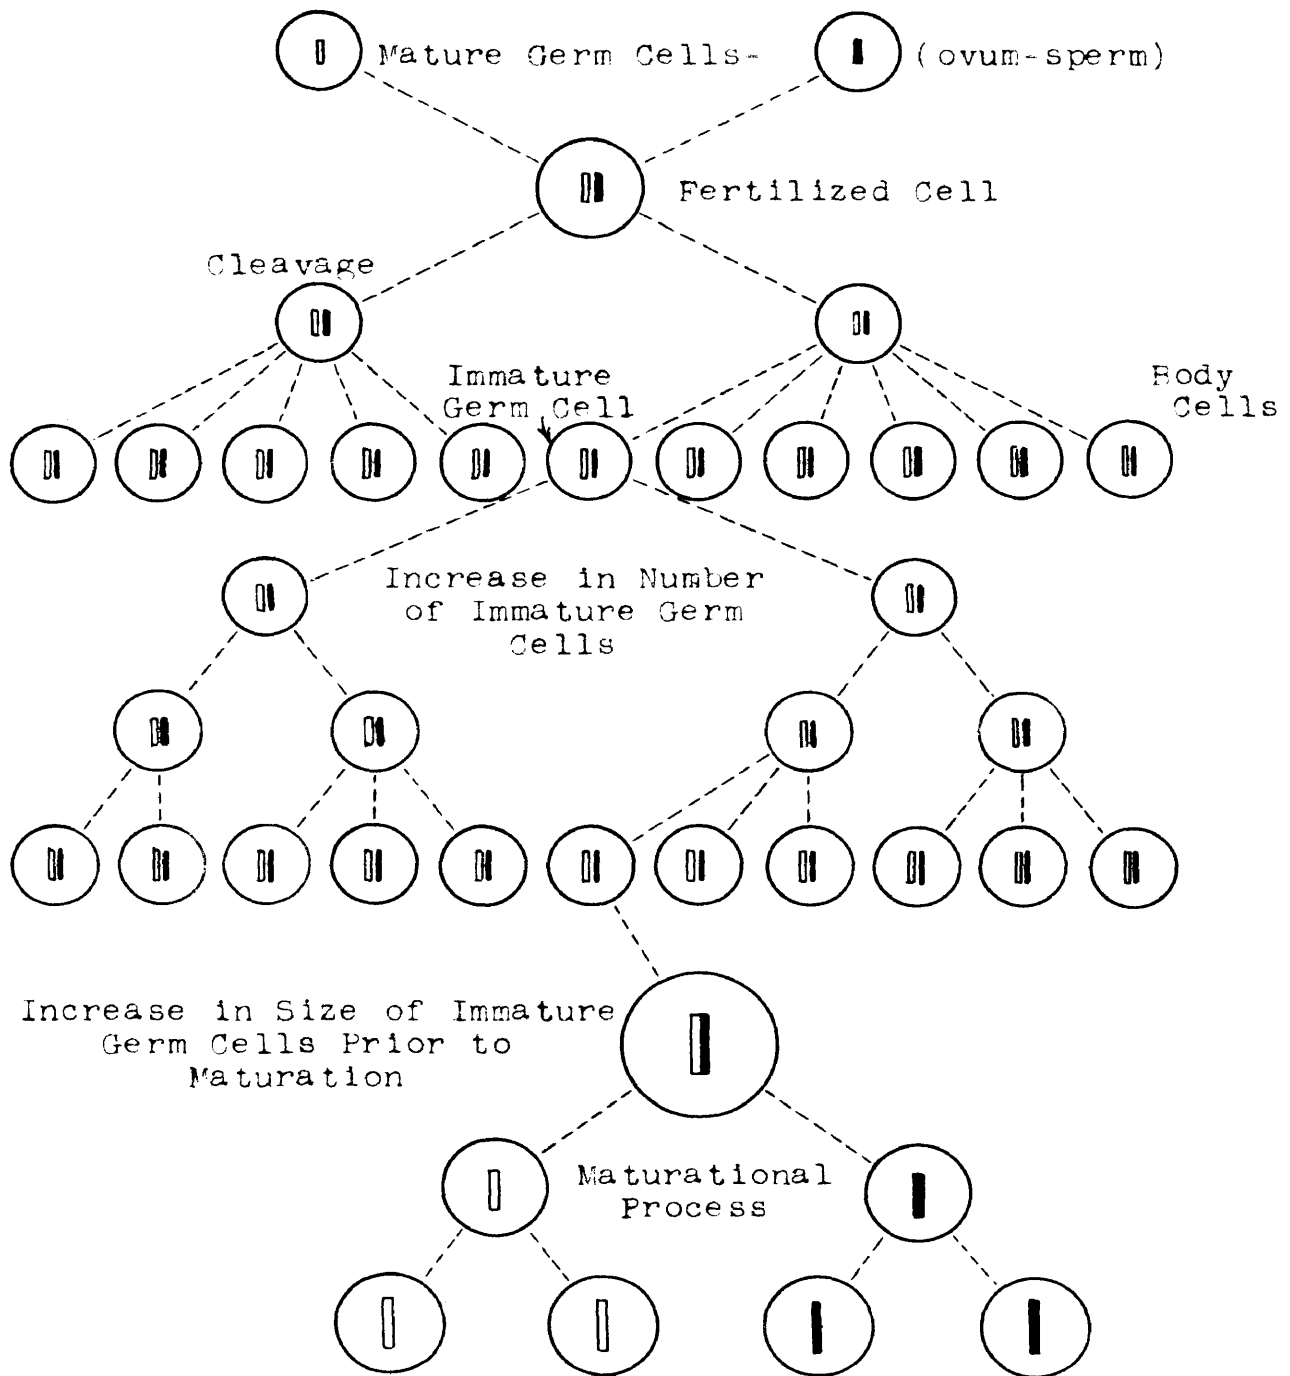 Mature Germ Cells- (ovum-sperm)
Fertilized Cell
Cleavage
Immature
Germ Cell
Body
Cells
Increase in Number
of Immature Germ
Cells
Increase in Size of Immature
Germ Cells Prior to
Maturation
Maturational
Process